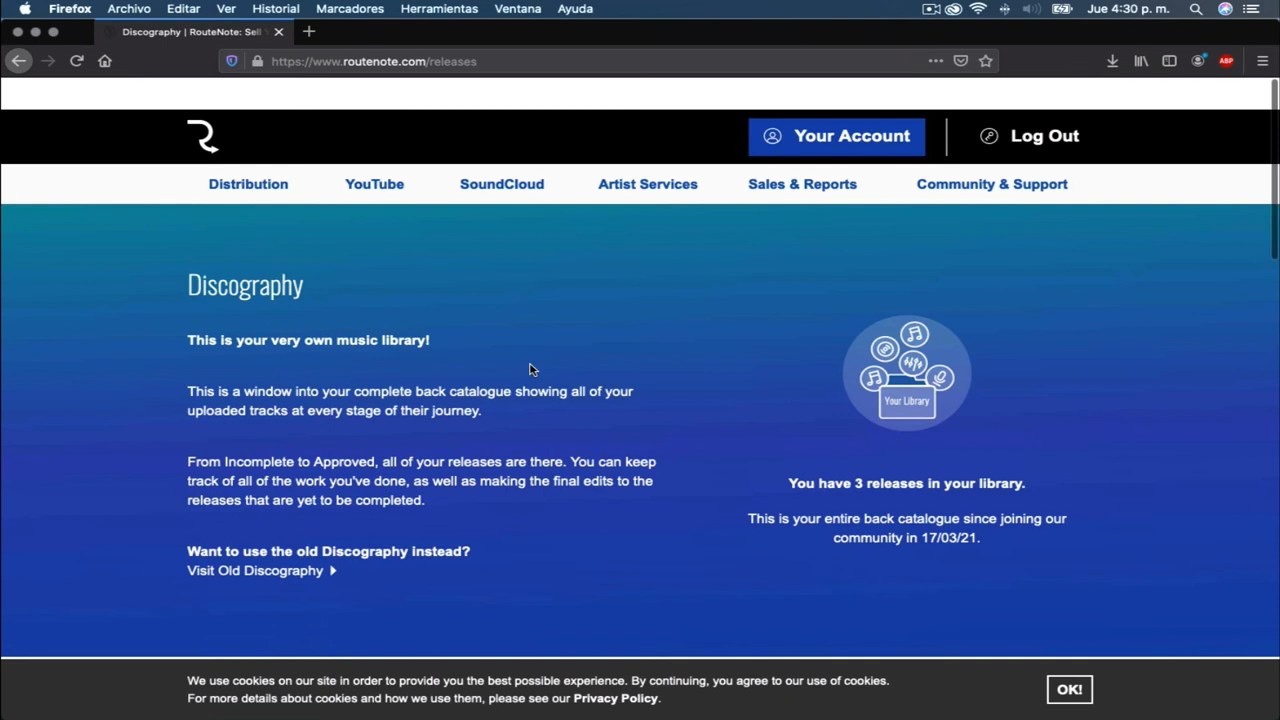 Firefox Archivo Editar Ver Historial Marcadores Herramientas Ventana Ayuda Jue 4:30 p. m.
Discography | RouteNote: Sell
https://www.routenote.com/releases
ABP
Your Account Log Out
Distribution YouTube SoundCloud Artist Services Sales & Reports Community & Support
Discography
This is your very own music library!
This is a window into your complete back catalogue showing all of your
uploaded tracks at every stage of their journey.
From Incomplete to Approved, all of your releases are there. You can keep
track of all of the work you've done, as well as making the final edits to the
releases that are yet to be completed.
Want to use the old Discography instead?
Visit Old Discography
Your Library
You have 3 releases in your library.
This is your entire back catalogue since joining our
community in 17/03/21.
We use cookies on our site in order to provide you the best possible experience. By continuing, you agree to our use of cookies.
For more details about cookies and how we use them, please see our Privacy Policy.
OK!